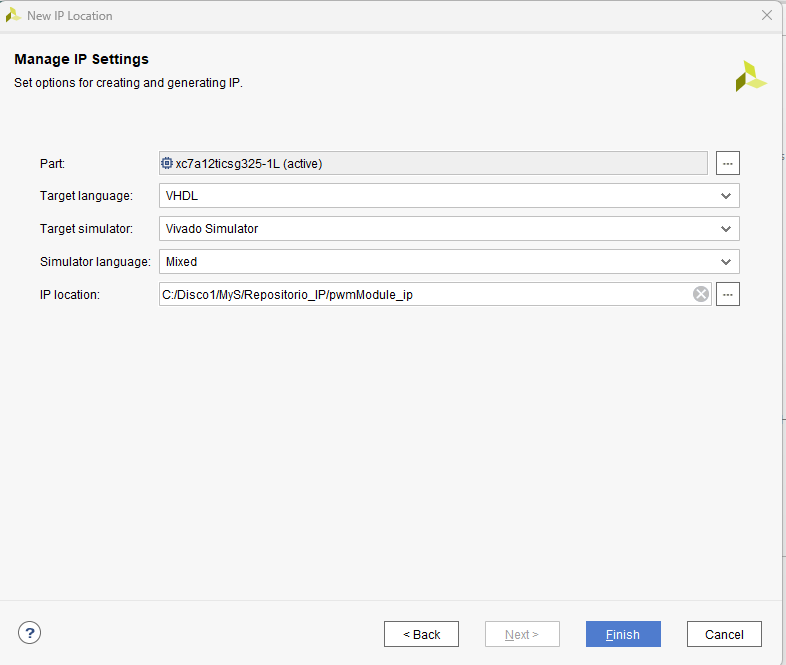 New IP Location
Manage IP Settings
Set options for creating and generating IP.
Part: xc7a12ticsg325-1L (active) ...
Target language: VHDL
Target simulator: Vivado Simulator
Simulator language: Mixed
IP location: C:/Disco1/MyS/Repositorio_IP/pwmModule_ip ...
? < Back Next > Finish Cancel